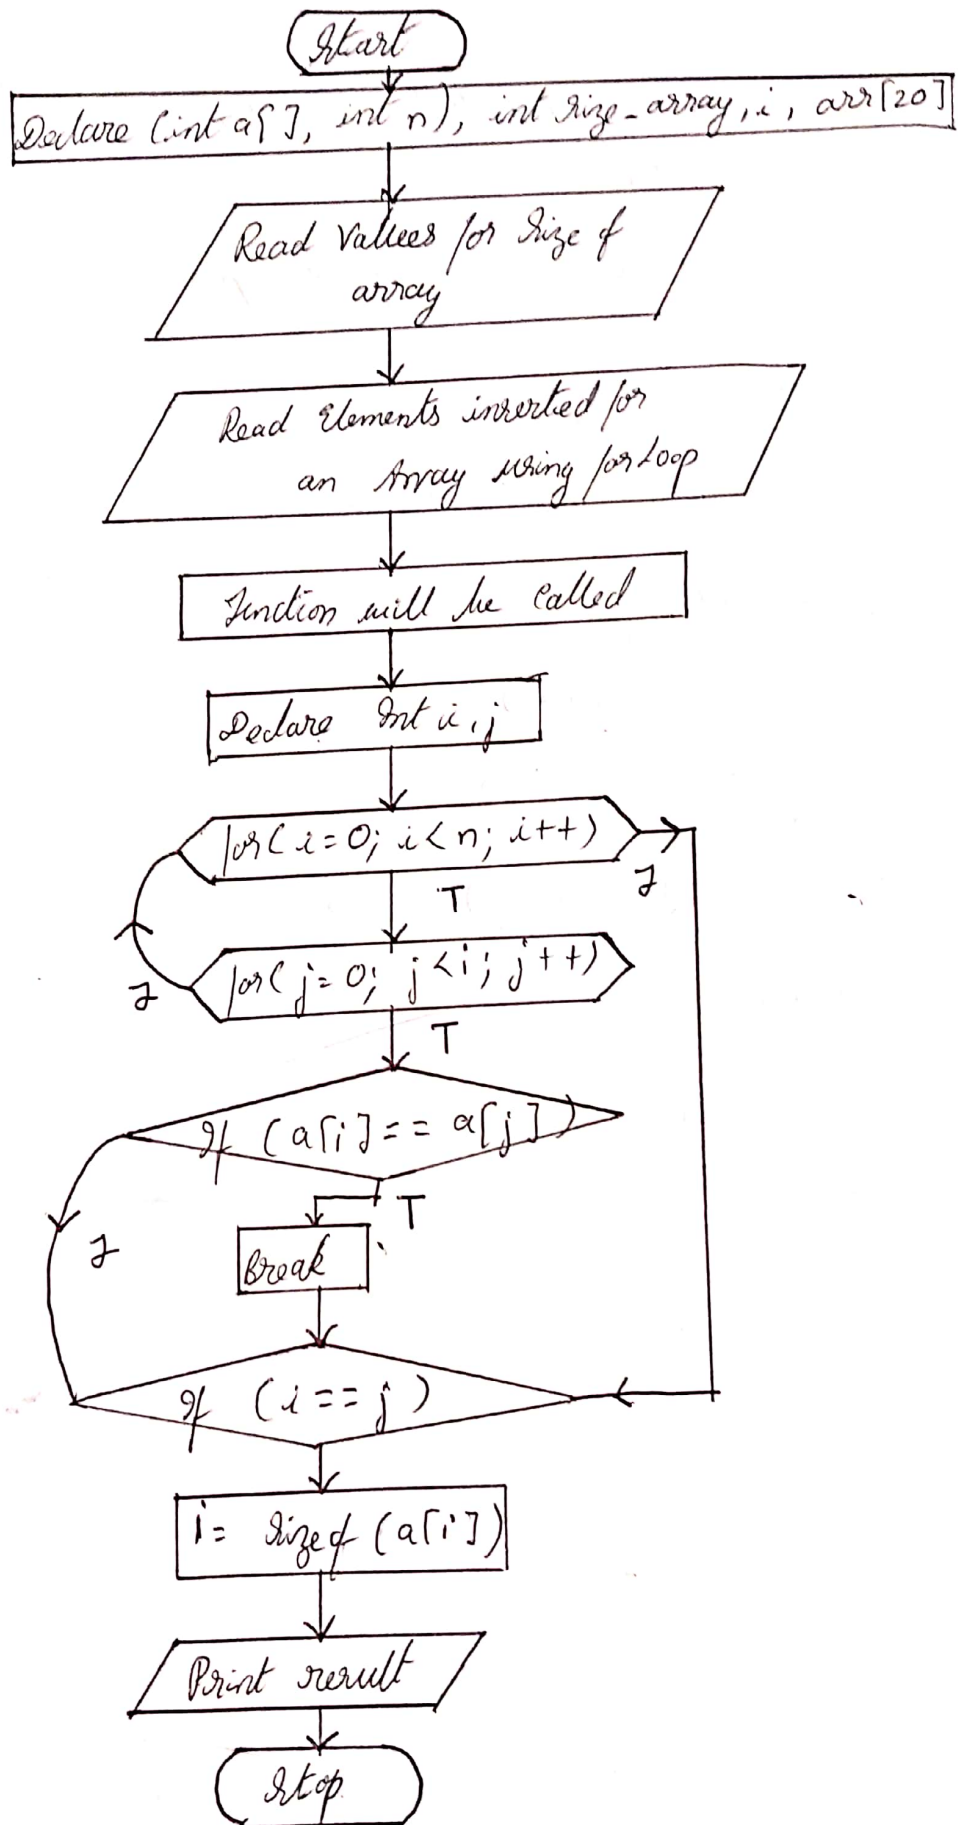 Start
Declare (int a[], int n), int size_array, i, arr[20]
Read Values for Size of
array
Read Elements inserted for
an Array using for Loop
Function will be Called
Declare Int i, j
for( i=0; i<n; i++)
F
T
for( j=0; j<i; j++)
F
T
If (a[i]== a[j])
T
F
Break
If (i==j)
i= Sizeof (a[i])
Print result
Stop